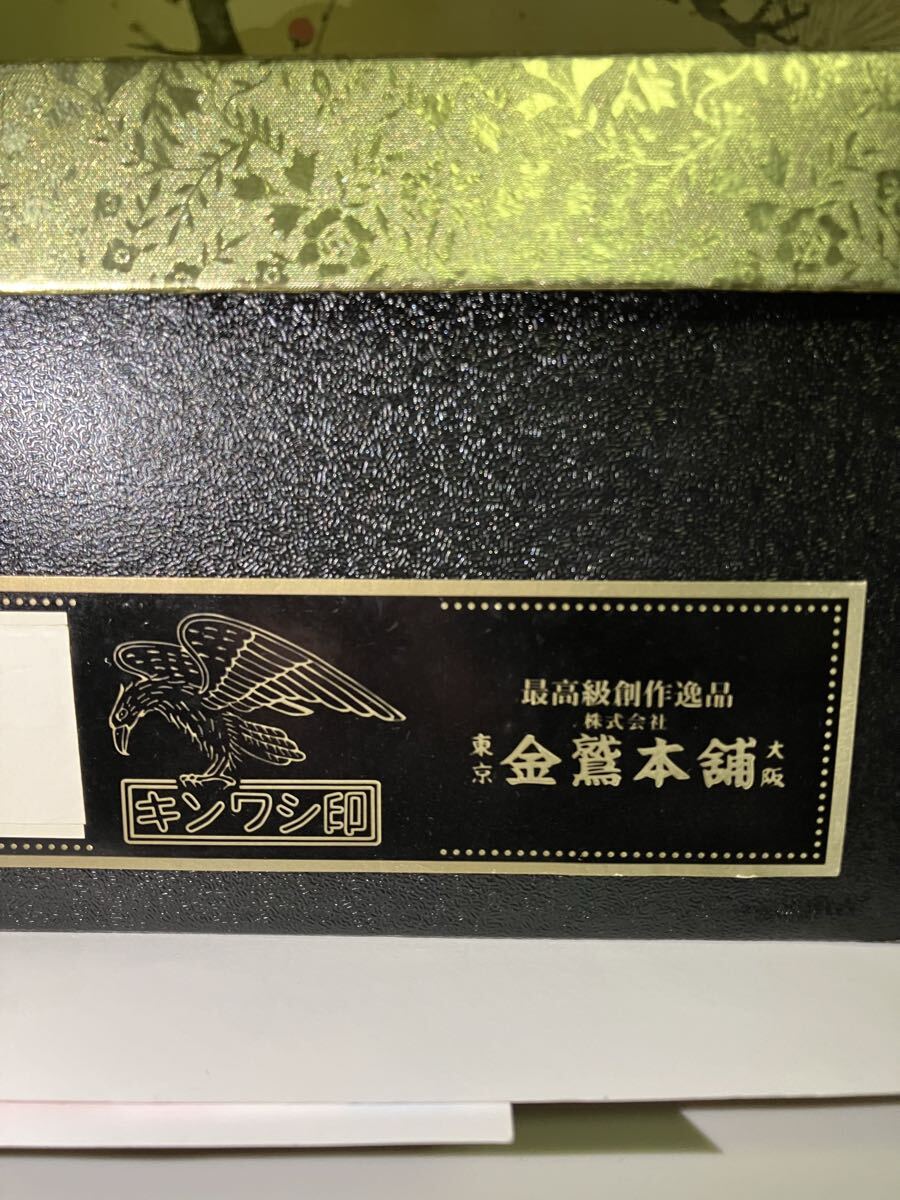 キンワシ印
最高級創作逸品
株式会社
東京 金鷲本舗 大阪